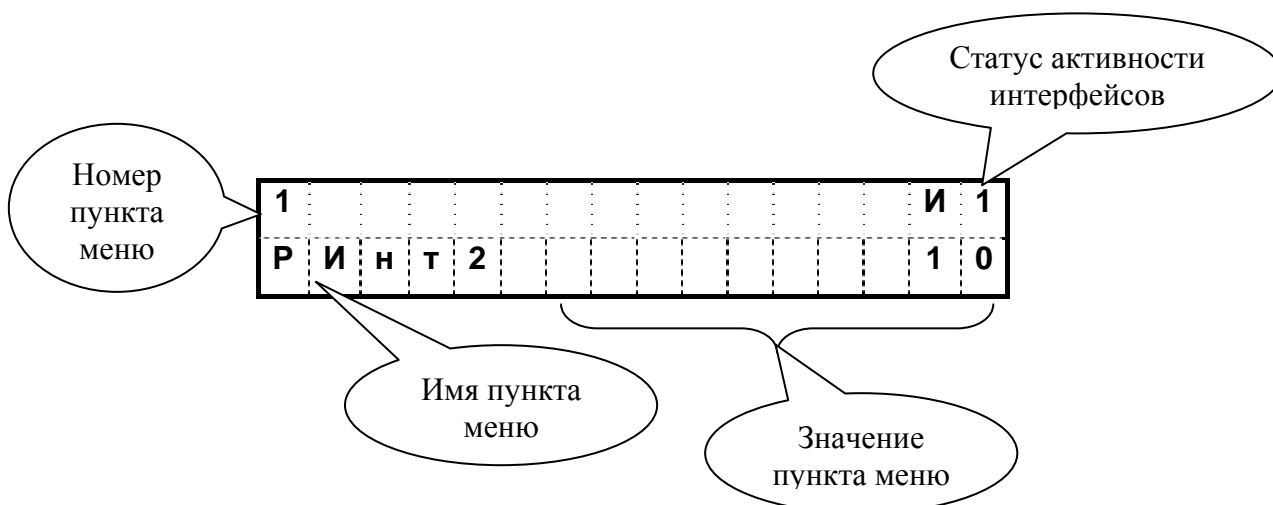 Статус активности
интерфейсов
Номер
пункта
меню
1 И 1
Р И н т 2 1 0
Имя пункта
меню
Значение
пункта меню